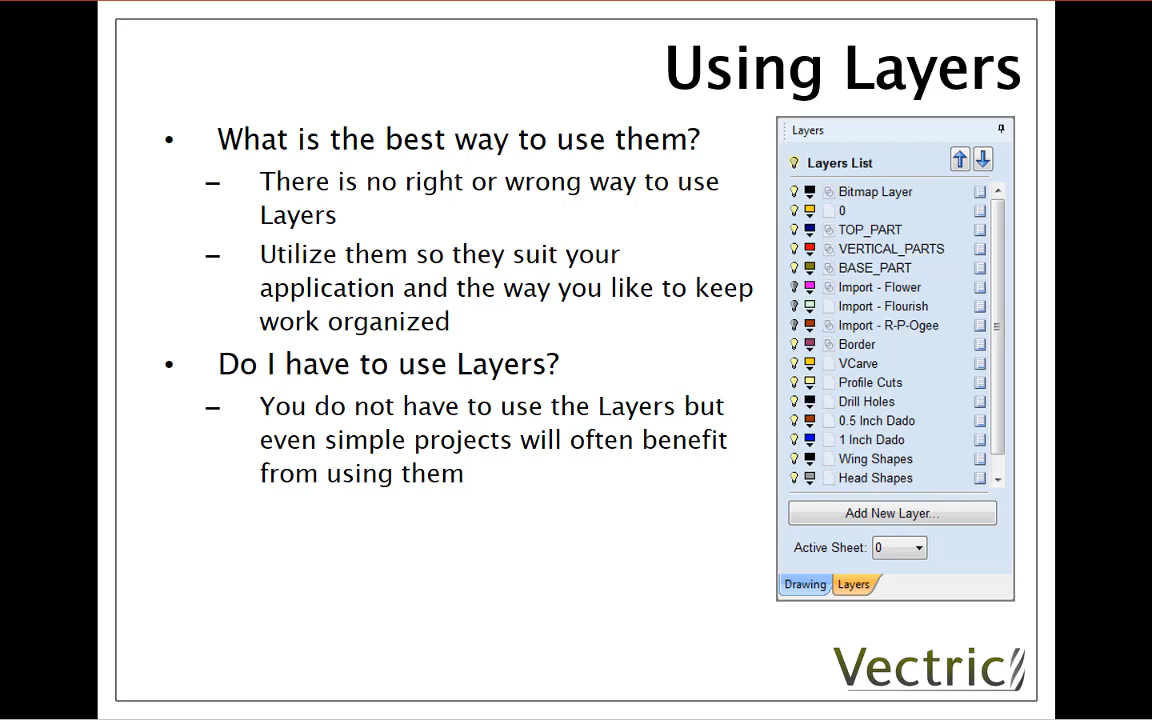 Using Layers
• What is the best way to use them?
– There is no right or wrong way to use
Layers
– Utilize them so they suit your
application and the way you like to keep
work organized
• Do I have to use Layers?
– You do not have to use the Layers but
even simple projects will often benefit
from using them
Layers
Layers List
Bitmap Layer
0
TOP_PART
VERTICAL_PARTS
BASE_PART
Import - Flower
Import - Flourish
Import - R-P-Ogee
Border
VCarve
Profile Cuts
Drill Holes
0.5 Inch Dado
1 Inch Dado
Wing Shapes
Head Shapes
Add New Layer...
Active Sheet: 0
Drawing Layers
Vectric